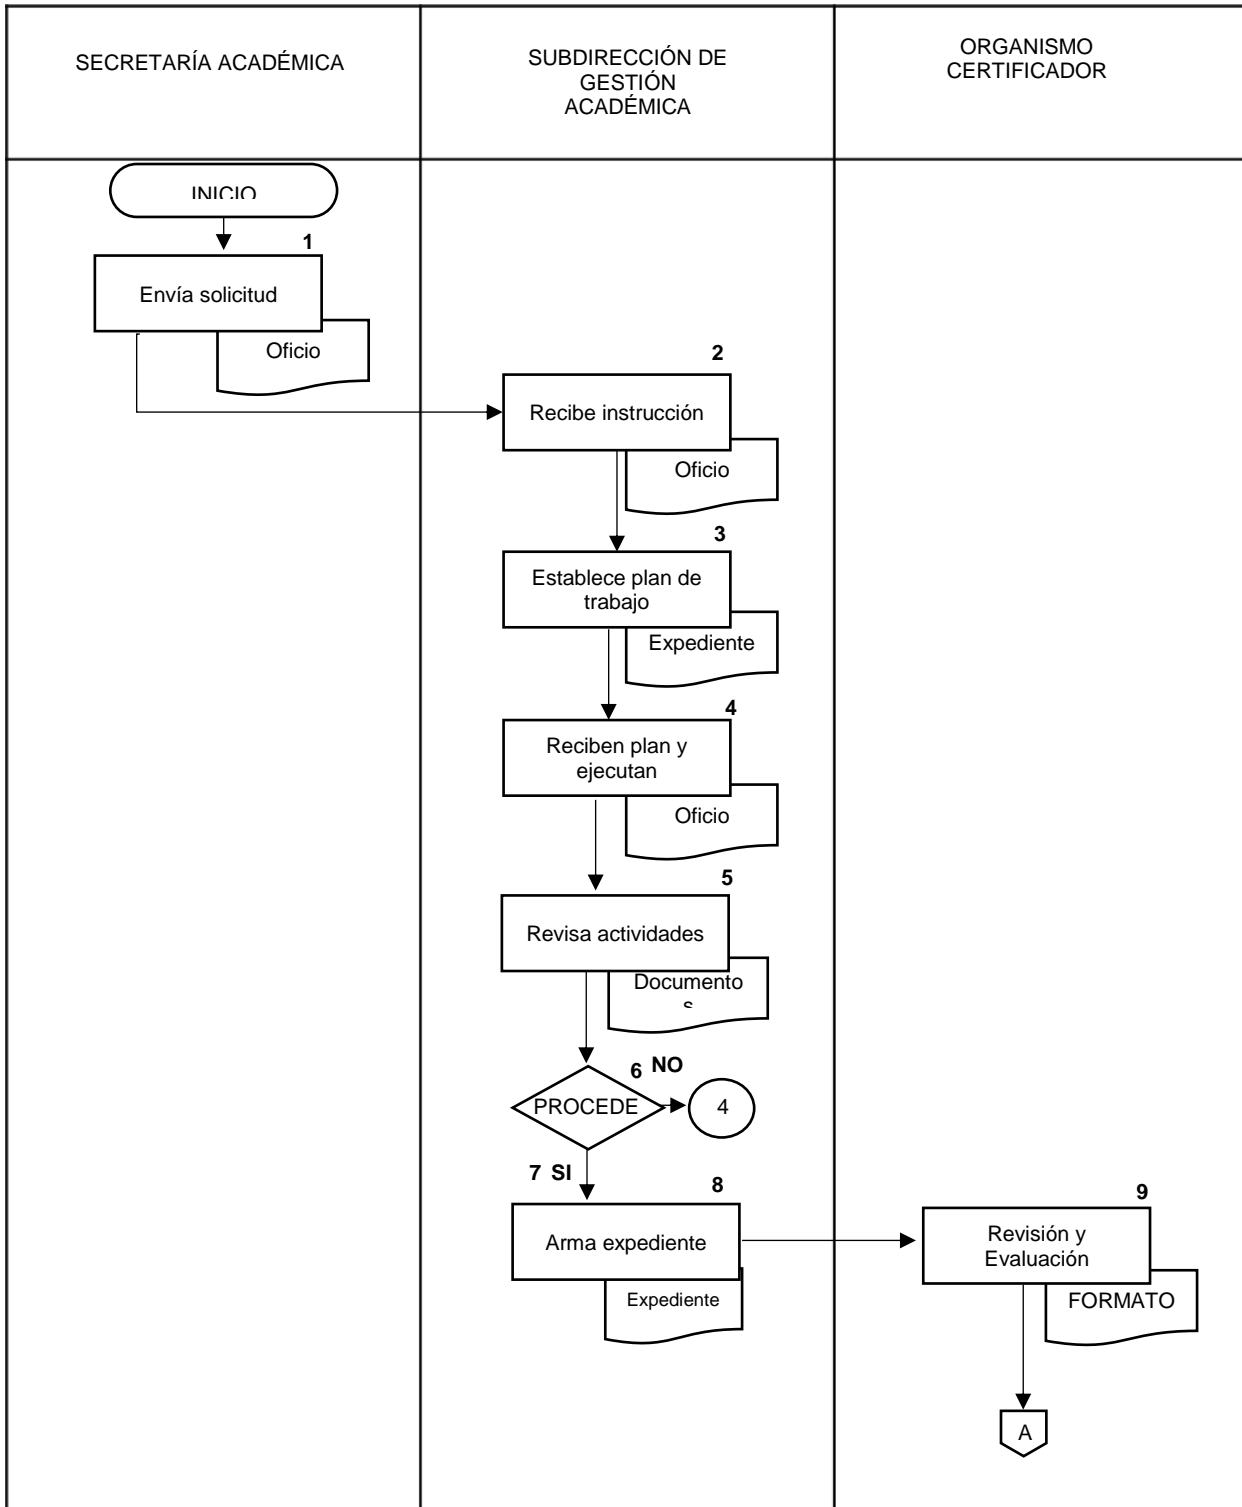 SECRETARÍA ACADÉMICA
SUBDIRECCIÓN DE
GESTIÓN
ACADÉMICA
ORGANISMO
CERTIFICADOR
INICIO
1
Envía solicitud
Oficio
2
Recibe instrucción
Oficio
3
Establece plan de
trabajo
Expediente
4
Reciben plan y
ejecutan
Oficio
5
Revisa actividades
Documento
s
6 NO
PROCEDE
4
7 SI
8
Arma expediente
Expediente
9
Revisión y
Evaluación
FORMATO
A